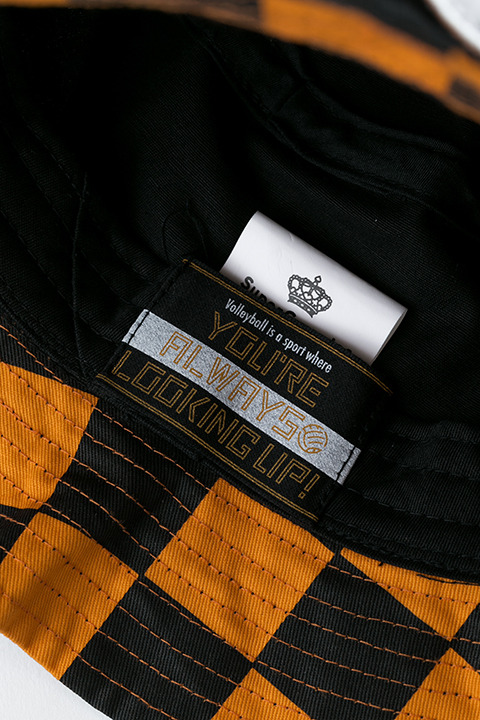 Volleyball is a sport where
YOU'RE
ALWAYS
LOOKING UP!